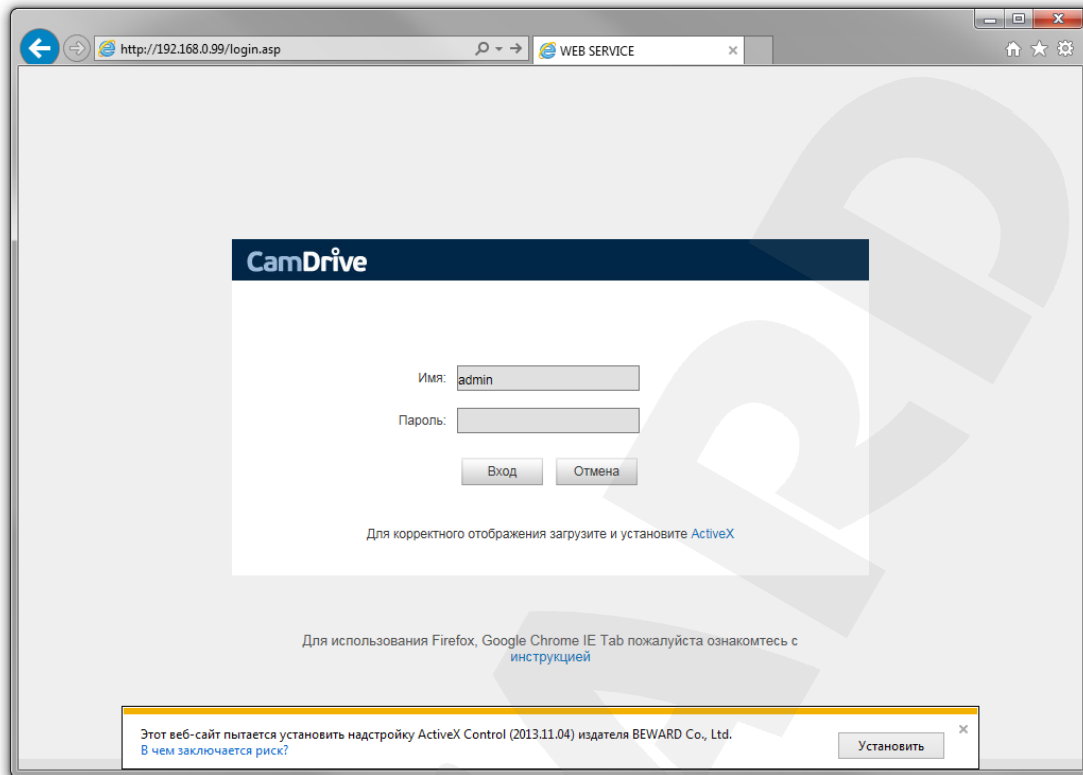 http://192.168.0.99/login.asp
WEB SERVICE
CamDrive
Имя: admin
Пароль:
Вход Отмена
Для корректного отображения загрузите и установите ActiveX
Для использования Firefox, Google Chrome IE Tab пожалуйста ознакомтесь с
инструкцией
Этот веб-сайт пытается установить надстройку ActiveX Control (2013.11.04) издателя BEWARD Co., Ltd.
В чем заключается риск?
Установить